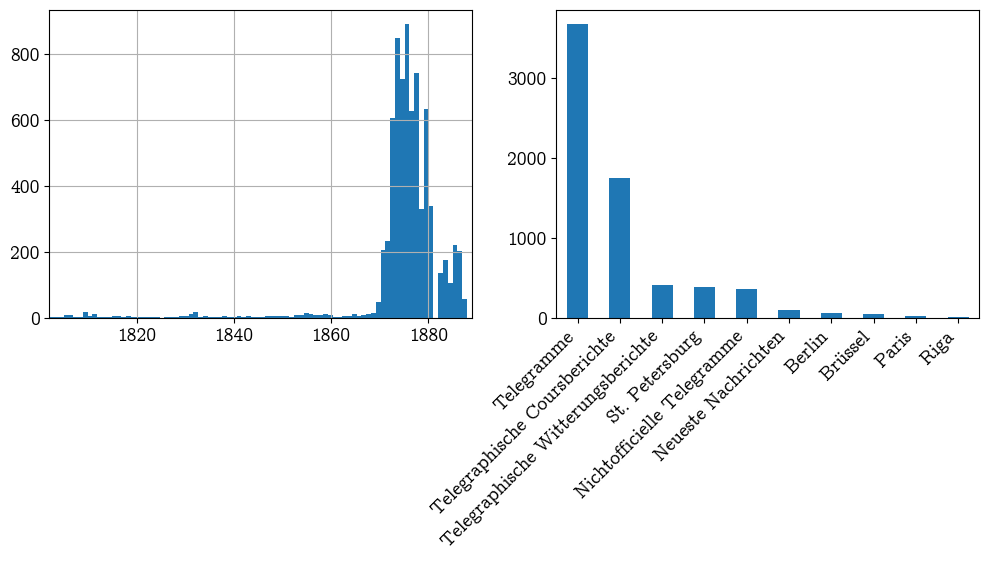 800
600
400
200
0
1820
1840
1860
1880
3000
2000
1000
0
Telegramme
Telegraphische Coursberichte
Telegraphische Witterungsberichte
St. Petersburg
Nichtofficielle Telegramme
Neueste Nachrichten
Berlin
Brüssel
Paris
Riga